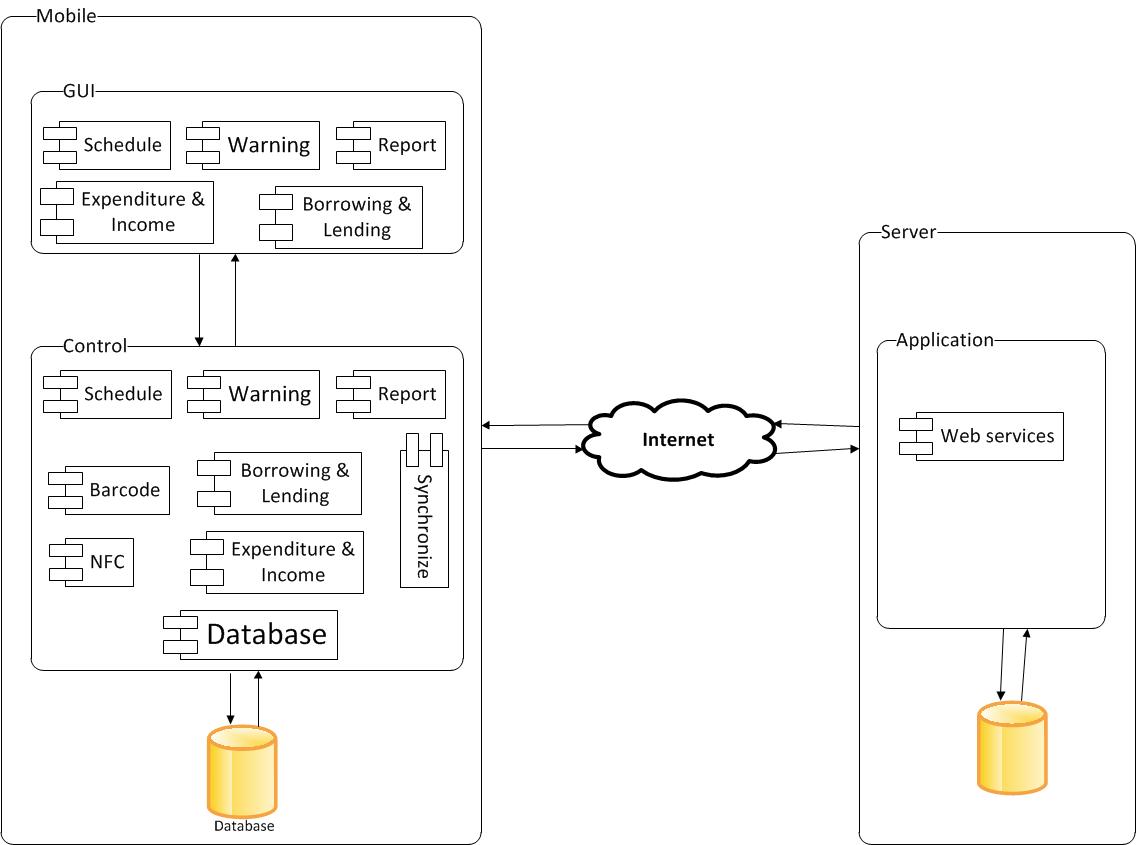 Mobile
GUI
Schedule
Warning
Report
Expenditure &
Income
Borrowing &
Lending
Control
Schedule
Warning
Report
Barcode
Borrowing &
Lending
Synchronize
NFC
Expenditure &
Income
Database
Database
Internet
Server
Application
Web services